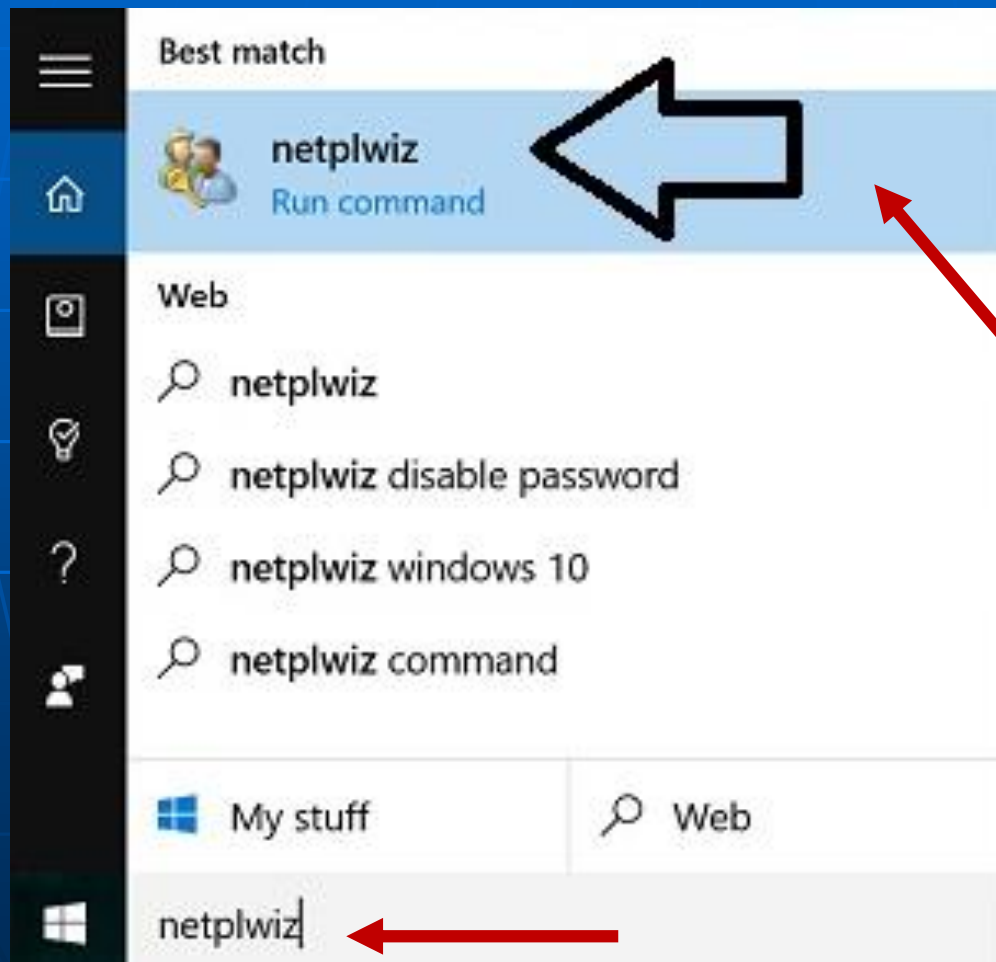 Best match
netplwiz
Run command
Web
netplwiz
netplwiz disable password
netplwiz windows 10
netplwiz command
My stuff
Web
netplwiz